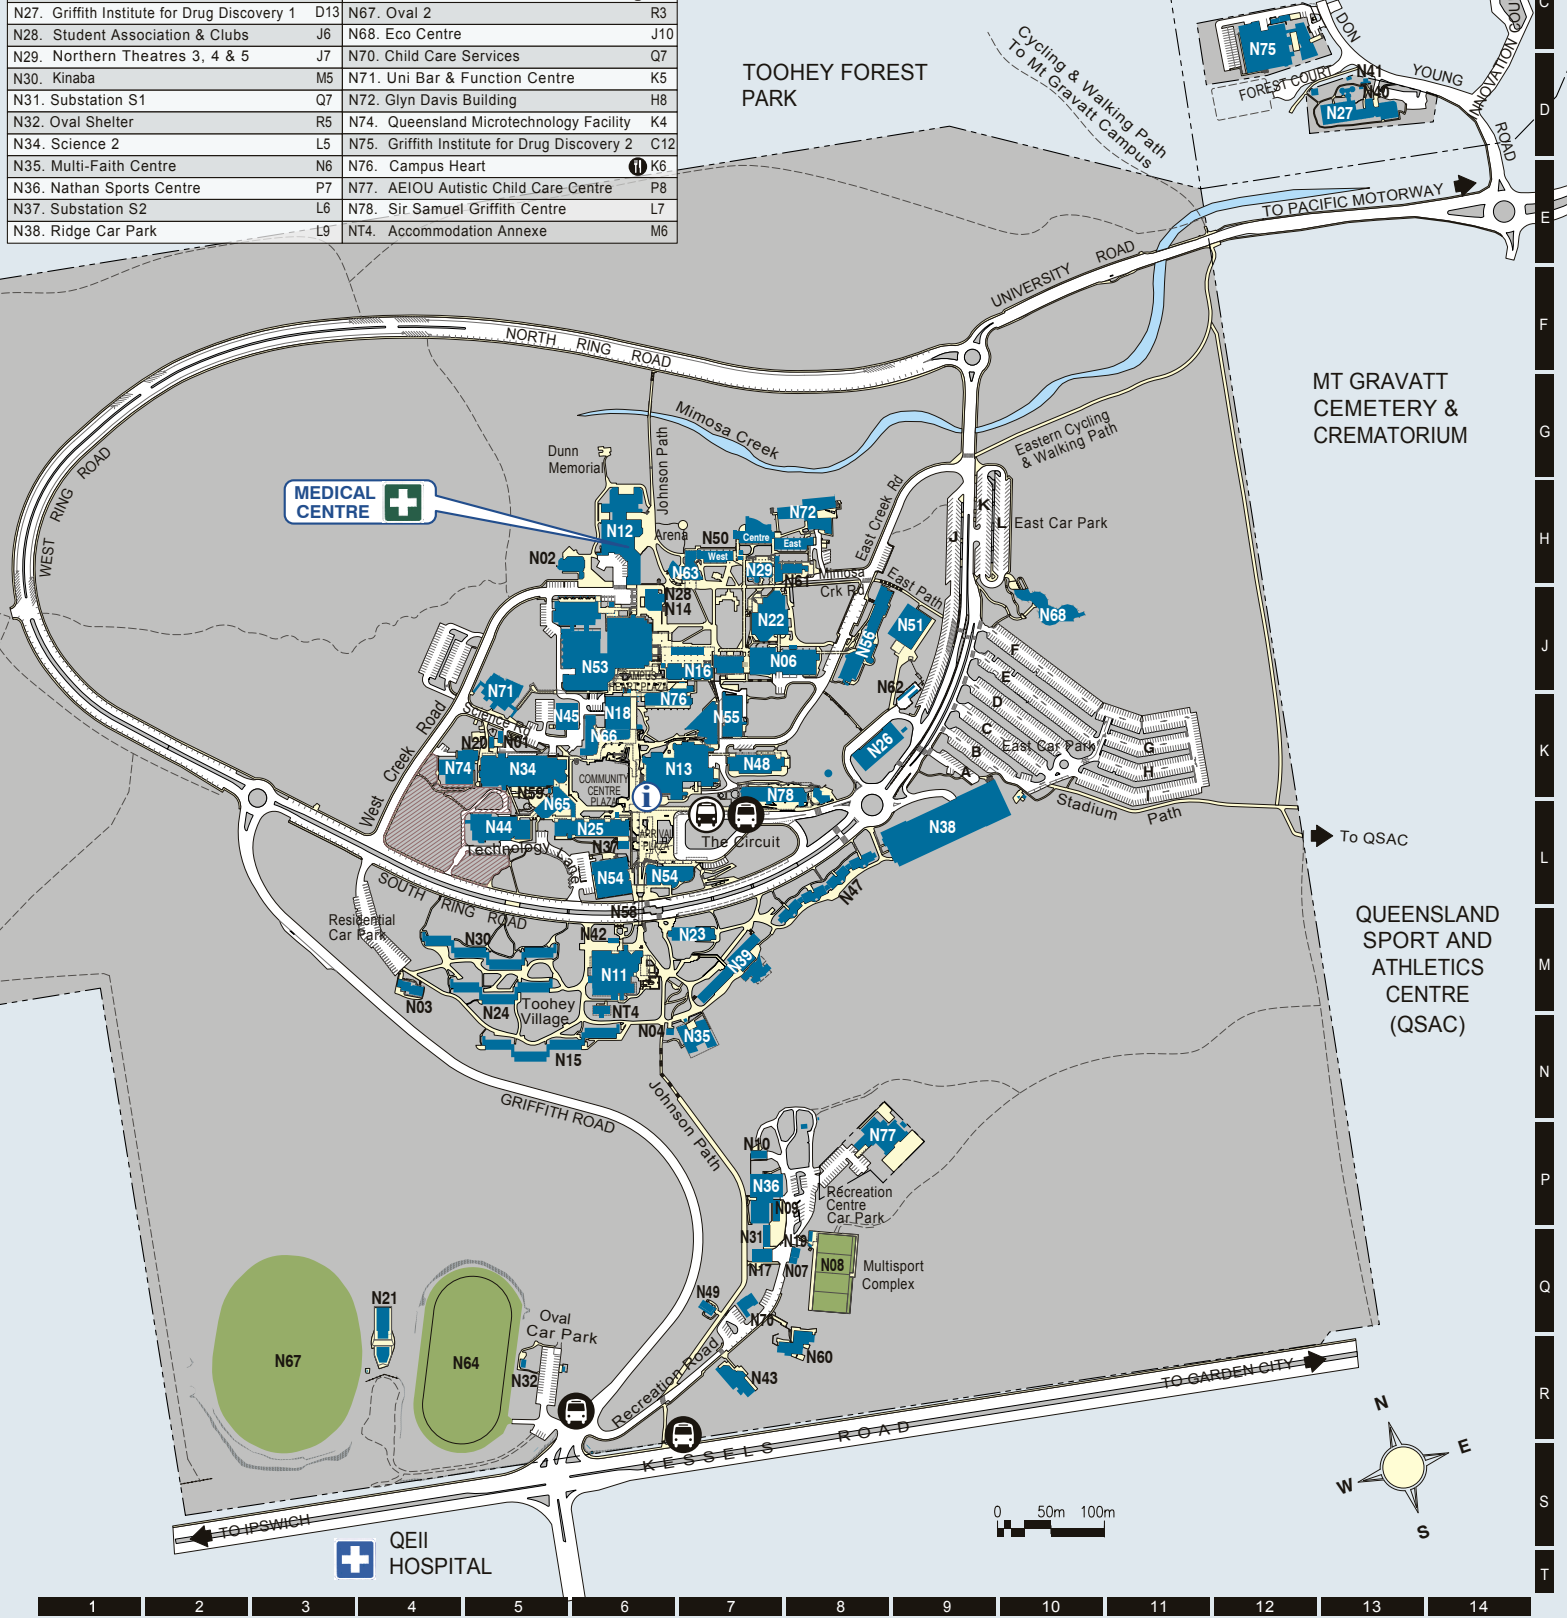 N27. Griffith Institute for Drug Discovery 1 D13 N67. Oval 2 R3
N28. Student Association & Clubs J6 N68. Eco Centre J10
N29. Northern Theatres 3, 4 & 5 J7 N70. Child Care Services Q7
N30. Kinaba M5 N71. Uni Bar & Function Centre K5
N31. Substation S1 Q7 N72. Glyn Davis Building H8
N32. Oval Shelter R5 N74. Queensland Microtechnology Facility K4
N34. Science 2 L5 N75. Griffith Institute for Drug Discovery 2 C12
N35. Multi-Faith Centre N6 N76. Campus Heart K6
N36. Nathan Sports Centre P7 N77. AEIOU Autistic Child Care Centre P8
N37. Substation S2 L6 N78. Sir Samuel Griffith Centre L7
N38. Ridge Car Park L9 NT4. Accommodation Annexe M6
TOOHEY FOREST
PARK
Cycling & Walking Path
To Mt Gravatt Campus
N75
DON
YOUNG
ROAD
FOREST COURT
N41
N40
N27
TO PACIFIC MOTORWAY
UNIVERSITY ROAD
NORTH RING ROAD
WEST RING ROAD
MT GRAVATT
CEMETERY &
CREMATORIUM
Mimosa Creek
Johnson Path
Dunn
Memorial
Eastern Cycling
& Walking Path
MEDICAL
CENTRE
N12
Arena
N50
Centre
East
West
N72
East Creek Rd
K
L
J
East Car Park
N02
N63
N29
N61
Mimosa
Crk Rd
East Path
N28
N14
N22
N56
N51
N68
N53
CAMPUS
HEART PLAZA
N16
N06
F
E
D
C
B
A
East Car Park
G
H
I
N71
Science Rd
N45
N18
N66
N76
N55
N62
N26
N20
N61
N74
N34
N59
N65
COMMUNITY
CENTRE
PLAZA
N13
N48
N78
i
West Creek Road
N44
N25
Technology Lane
N37
ARRIVAL
PLAZA
The Circuit
N38
Stadium Path
To QSAC
N54
N54
N47
SOUTH RING ROAD
N58
Residential
Car Park
N30
N42
N23
N39
N11
N03
N24
Toohey
Village
NT4
N04
N35
N15
QUEENSLAND
SPORT AND
ATHLETICS
CENTRE
(QSAC)
GRIFFITH ROAD
Johnson Path
N10
N77
N36
N09
Recreation
Centre
Car Park
N31
N19
N17
N07
N08
Multisport
Complex
N49
N70
N60
N43
N21
Oval
Car Park
N67
N64
N32
Recreation Road
TO GARDEN CITY
KESSELS ROAD
TO IPSWICH
QEII
HOSPITAL
0 50m 100m
N
E
W
S
C
D
E
F
G
H
J
K
L
M
N
P
Q
R
S
T
1 2 3 4 5 6 7 8 9 10 11 12 13 14